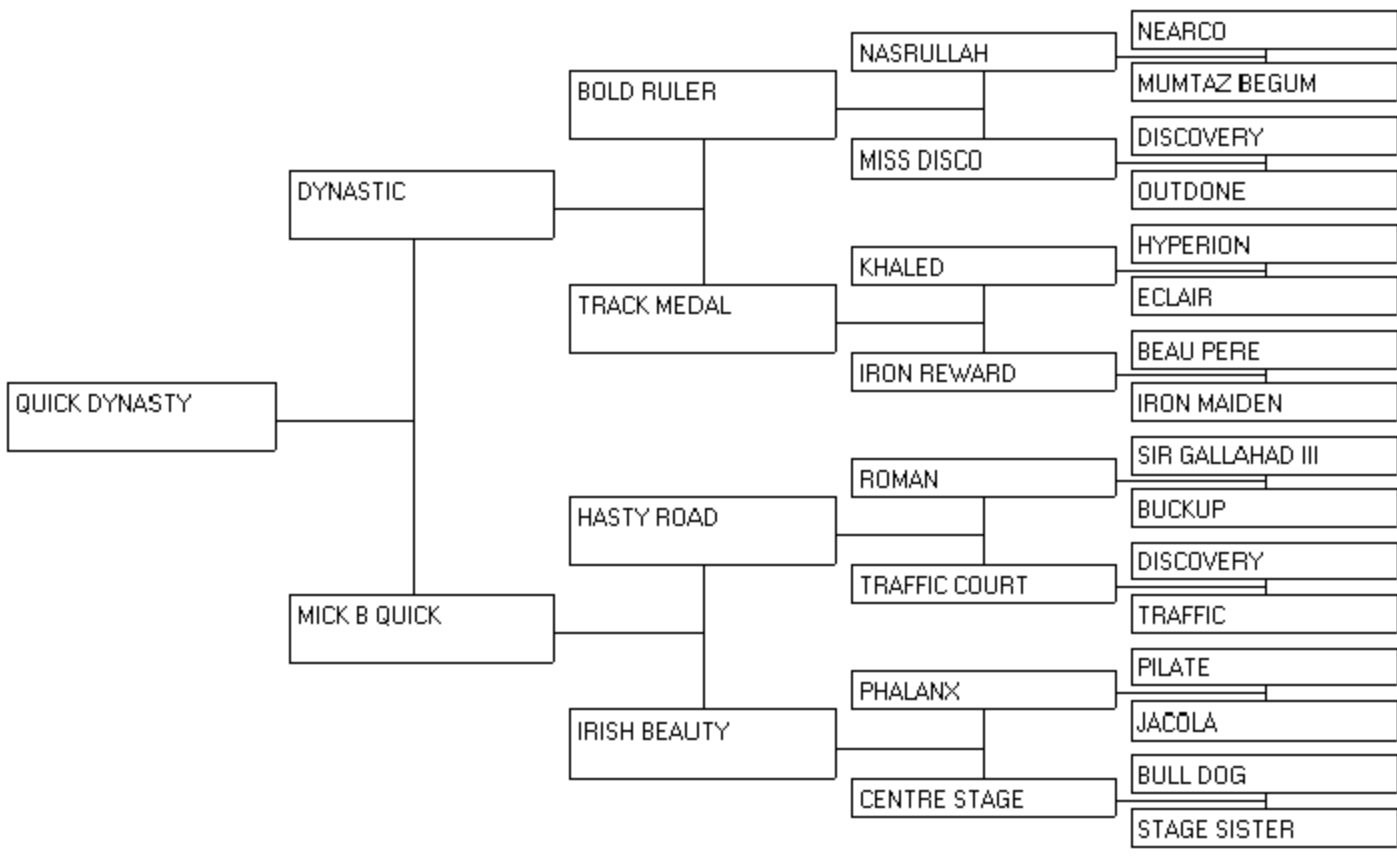 NEARCO
NASRULLAH
MUMTAZ BEGUM
BOLD RULER
DISCOVERY
MISS DISCO
OUTDONE
DYNASTIC
HYPERION
KHALED
ECLAIR
TRACK MEDAL
BEAU PERE
IRON REWARD
IRON MAIDEN
QUICK DYNASTY
SIR GALLAHAD III
ROMAN
BUCKUP
HASTY ROAD
DISCOVERY
TRAFFIC COURT
TRAFFIC
MICK B QUICK
PILATE
PHALANX
JACOLA
IRISH BEAUTY
BULL DOG
CENTRE STAGE
STAGE SISTER